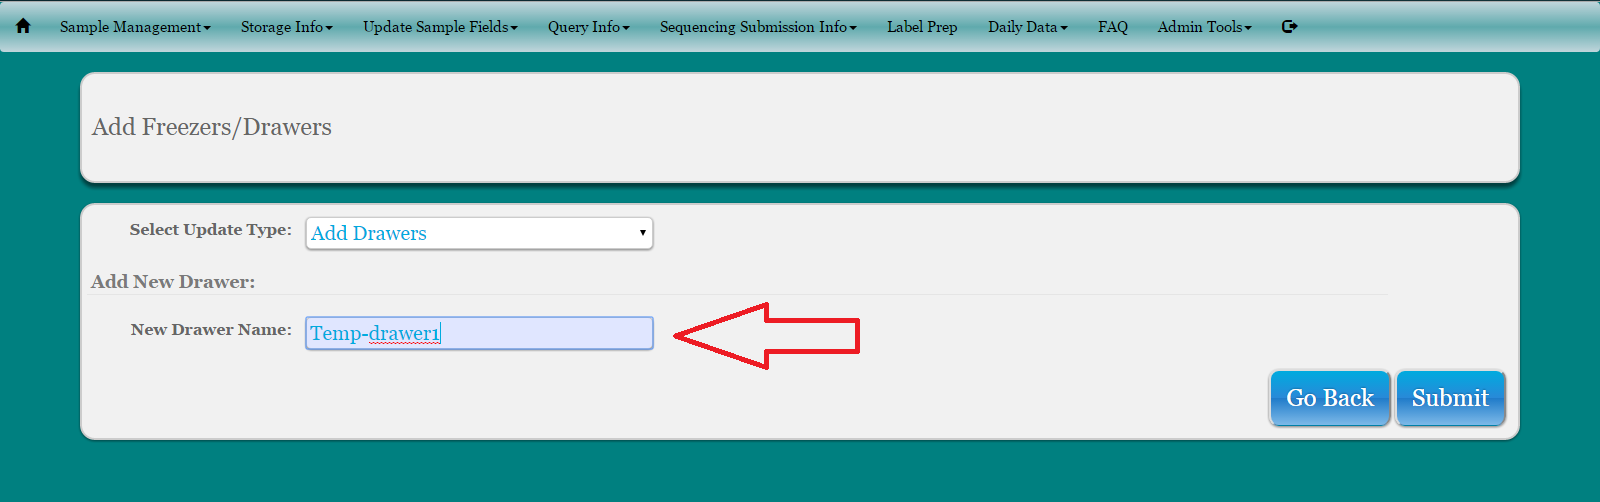 Sample Management Storage Info Update Sample Fields Query Info Sequencing Submission Info Label Prep Daily Data FAQ Admin Tools
Add Freezers/Drawers
Select Update Type: Add Drawers
Add New Drawer:
New Drawer Name: Temp-drawer1
Go Back Submit